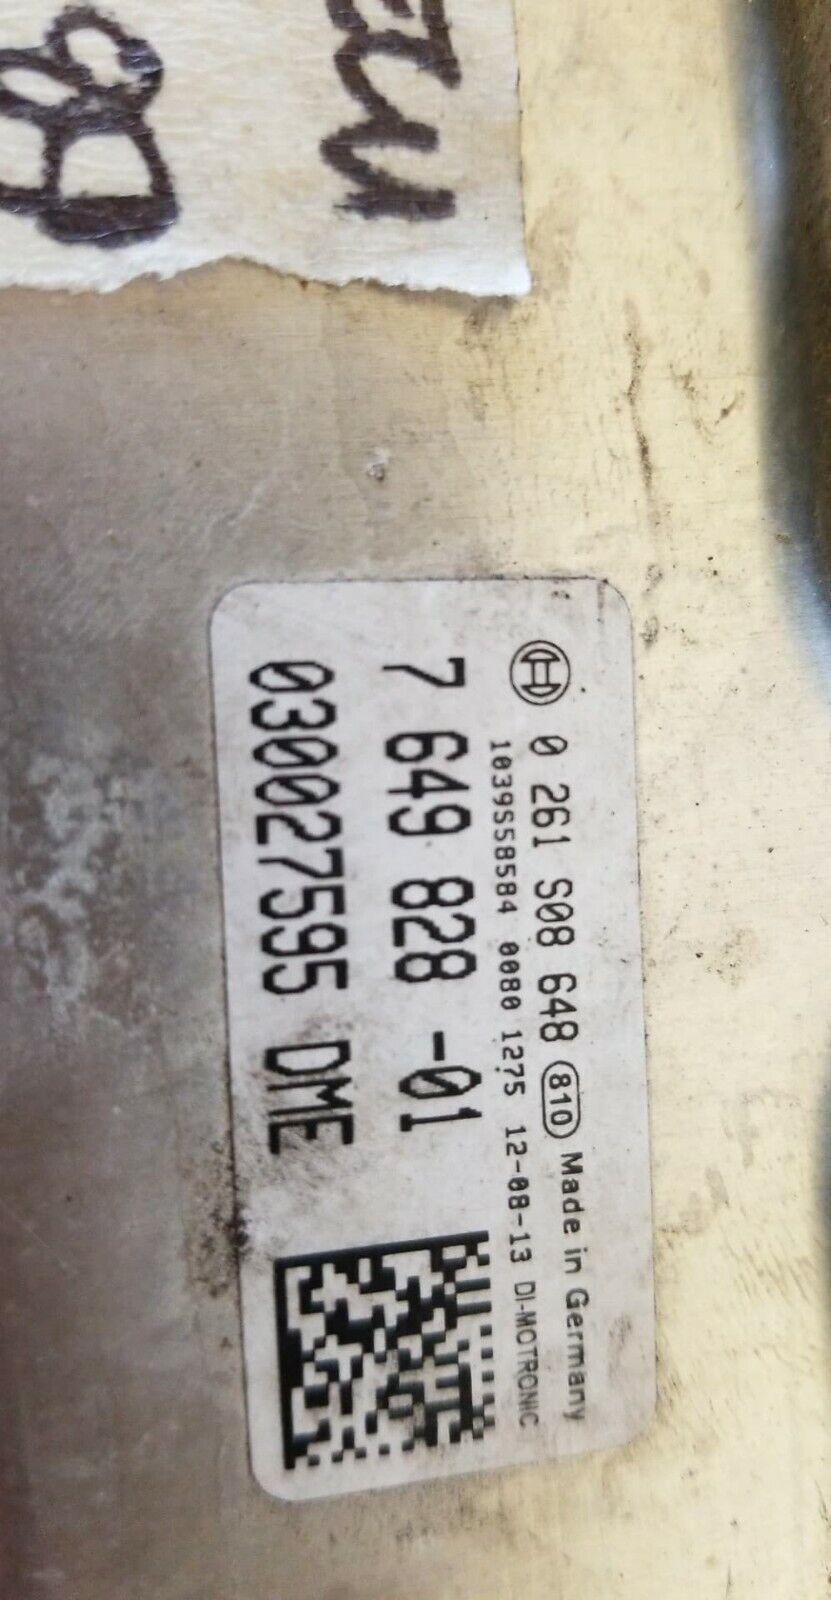 0 261 S08 648 810 Made in Germany
1039S58584 0080 1275 12-08-13 DI-MOTRONIC
7 649 828 -01
030027595 DME